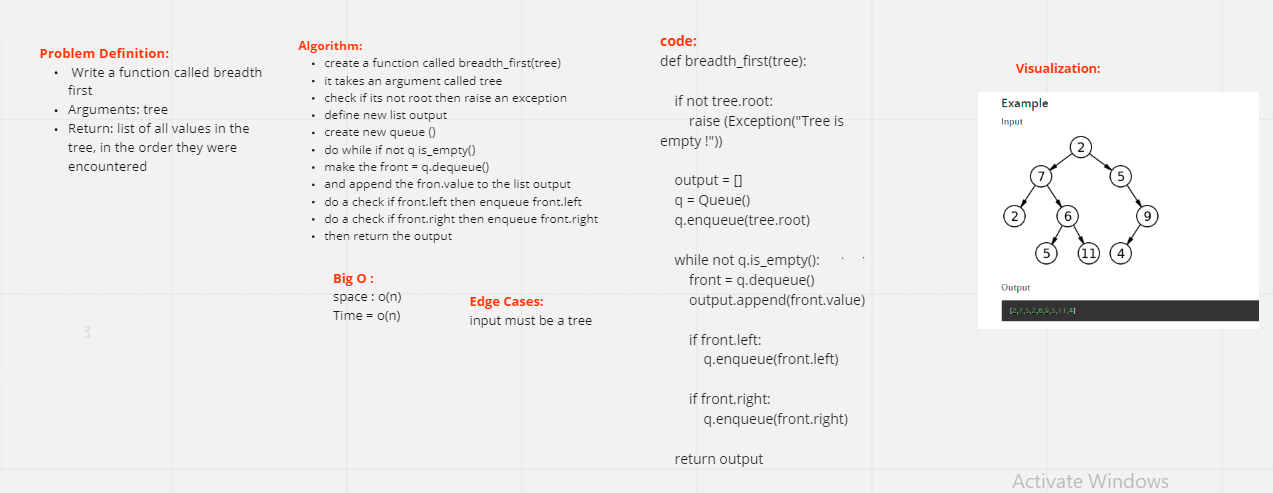 Problem Definition:
• Write a function called breadth
first
• Arguments: tree
• Return: list of all values in the
tree, in the order they were
encountered
Algorithm:
• create a function called breadth_first(tree)
• it takes an argument called tree
• check if its not root then raise an exception
• define new list output
• create new queue ()
• do while if not q is_empty()
• make the front = q.dequeue()
• and append the fron.value to the list output
• do a check if front.left then enqueue front.left
• do a check if front.right then enqueue front.right
• then return the output
Big O :
space : o(n)
Time = o(n)
Edge Cases:
input must be a tree
code:
def breadth_first(tree):
if not tree.root:
raise (Exception("Tree is
empty !"))
output = []
q = Queue()
q.enqueue(tree.root)
while not q.is_empty():
front = q.dequeue()
output.append(front.value)
if front.left:
q.enqueue(front.left)
if front.right:
q.enqueue(front.right)
return output
Visualization:
Example
Input
2
7 5
2 6 9
5 11 4
Output
[2,7,5,2,6,9,5,11,4]
Activate Windows